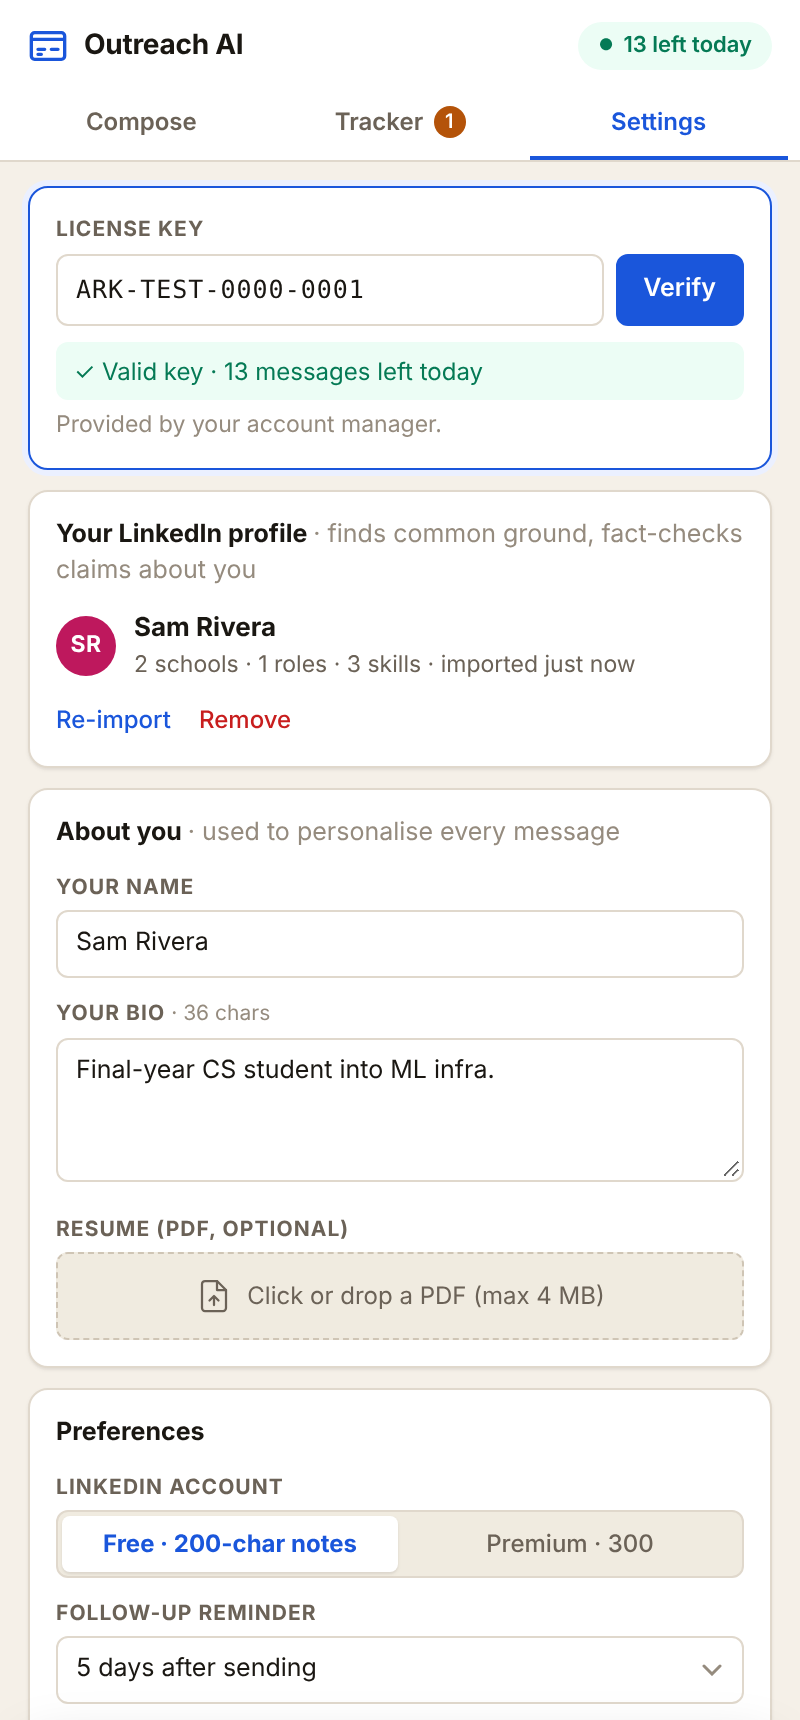 Outreach AI
13 left today
Compose
Tracker 1
Settings
LICENSE KEY
ARK-TEST-0000-0001
Verify
✓ Valid key · 13 messages left today
Provided by your account manager.
Your LinkedIn profile · finds common ground, fact-checks
claims about you
SR
Sam Rivera
2 schools · 1 roles · 3 skills · imported just now
Re-import
Remove
About you · used to personalise every message
YOUR NAME
Sam Rivera
YOUR BIO · 36 chars
Final-year CS student into ML infra.
RESUME (PDF, OPTIONAL)
Click or drop a PDF (max 4 MB)
Preferences
LINKEDIN ACCOUNT
Free · 200-char notes
Premium · 300
FOLLOW-UP REMINDER
5 days after sending